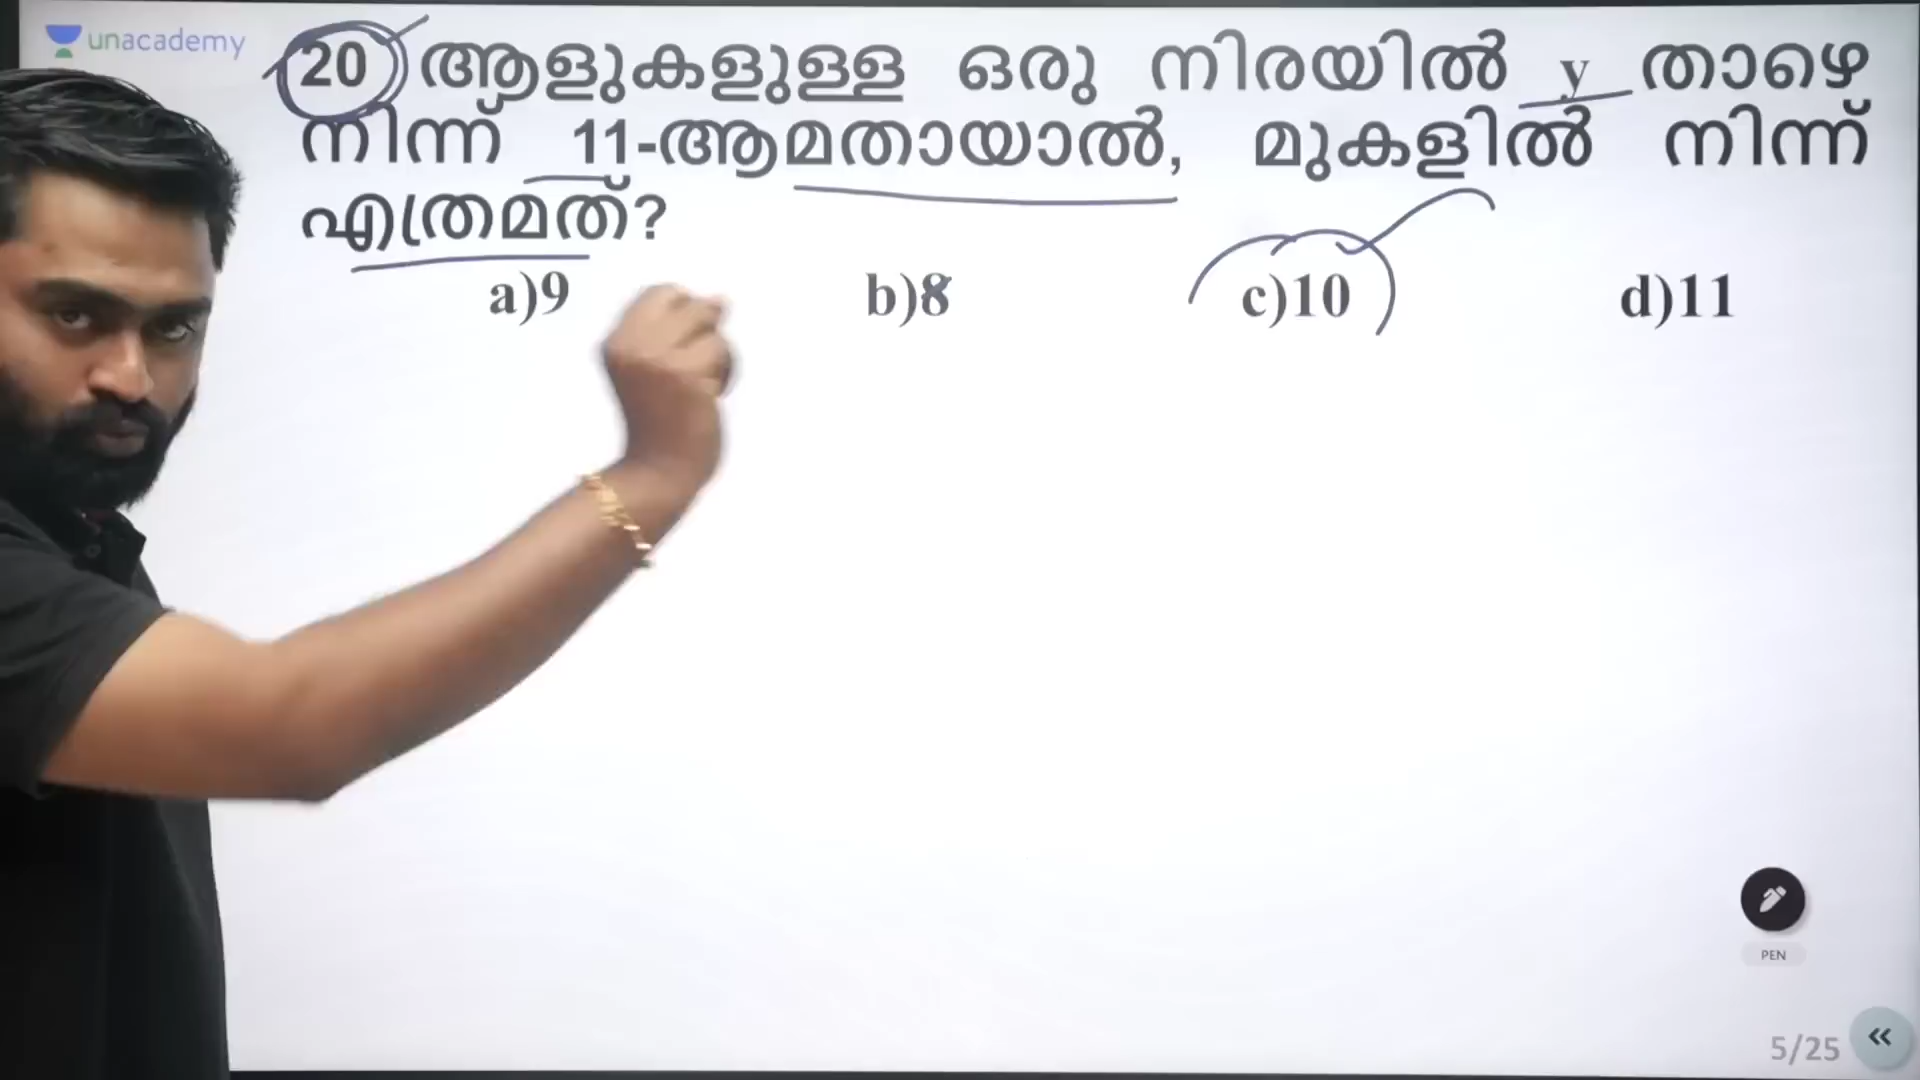 unacademy
20 ആളുകളുള്ള ഒരു നിരയിൽ y താഴെ
നിന്ന് 11-ആമതായാൽ, മുകളിൽ നിന്ന്
എത്രമത്?
a)9 b)8 c)10 d)11
PEN
5/25